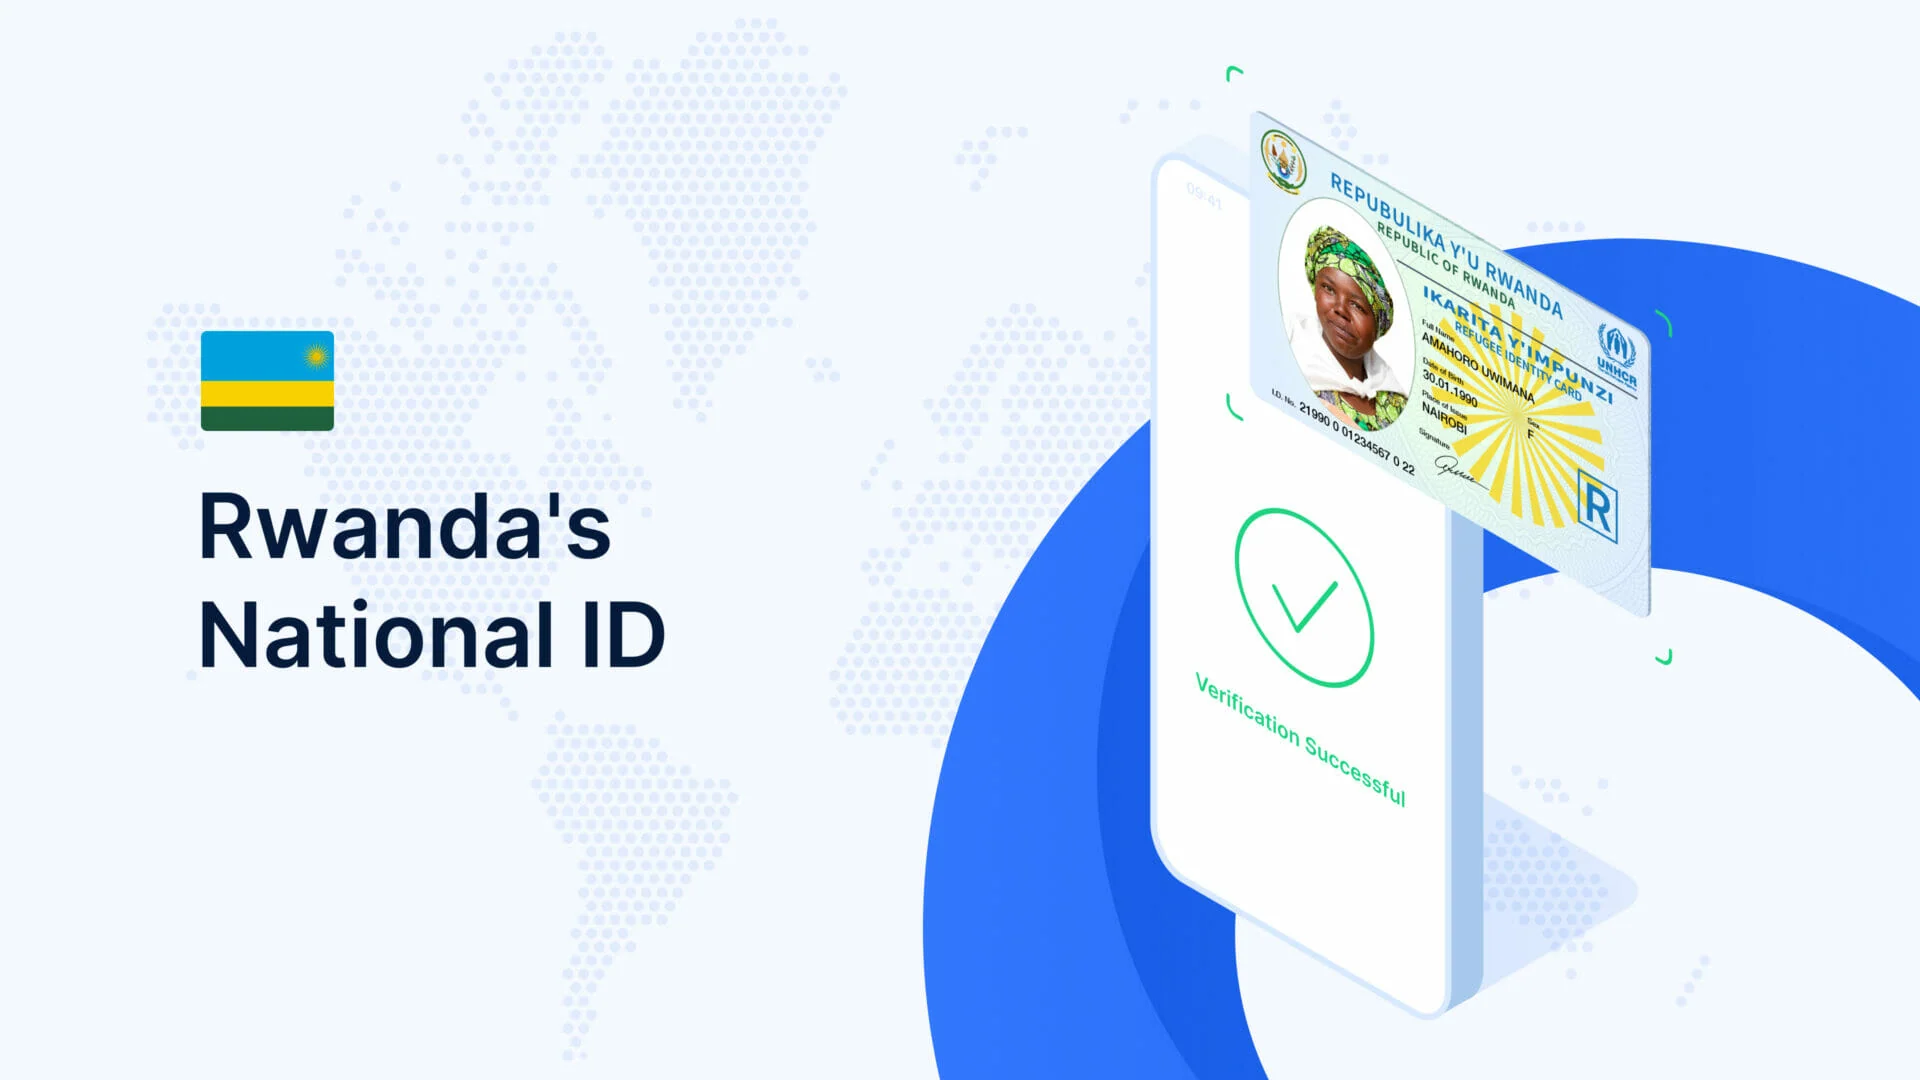 Rwanda's
National ID
09:41
REPUBULIKA Y'U RWANDA
REPUBLIC OF RWANDA
IKARITA Y'IMPUNZI
REFUGEE IDENTITY CARD
UNHCR
Full Name
AMAHORO UWIMANA
Date of Birth
30.01.1990
Place of Issue
NAIROBI
Sex
F
Signature
I.D. No. 21990 0 01234567 0 22
R
Verification Successful